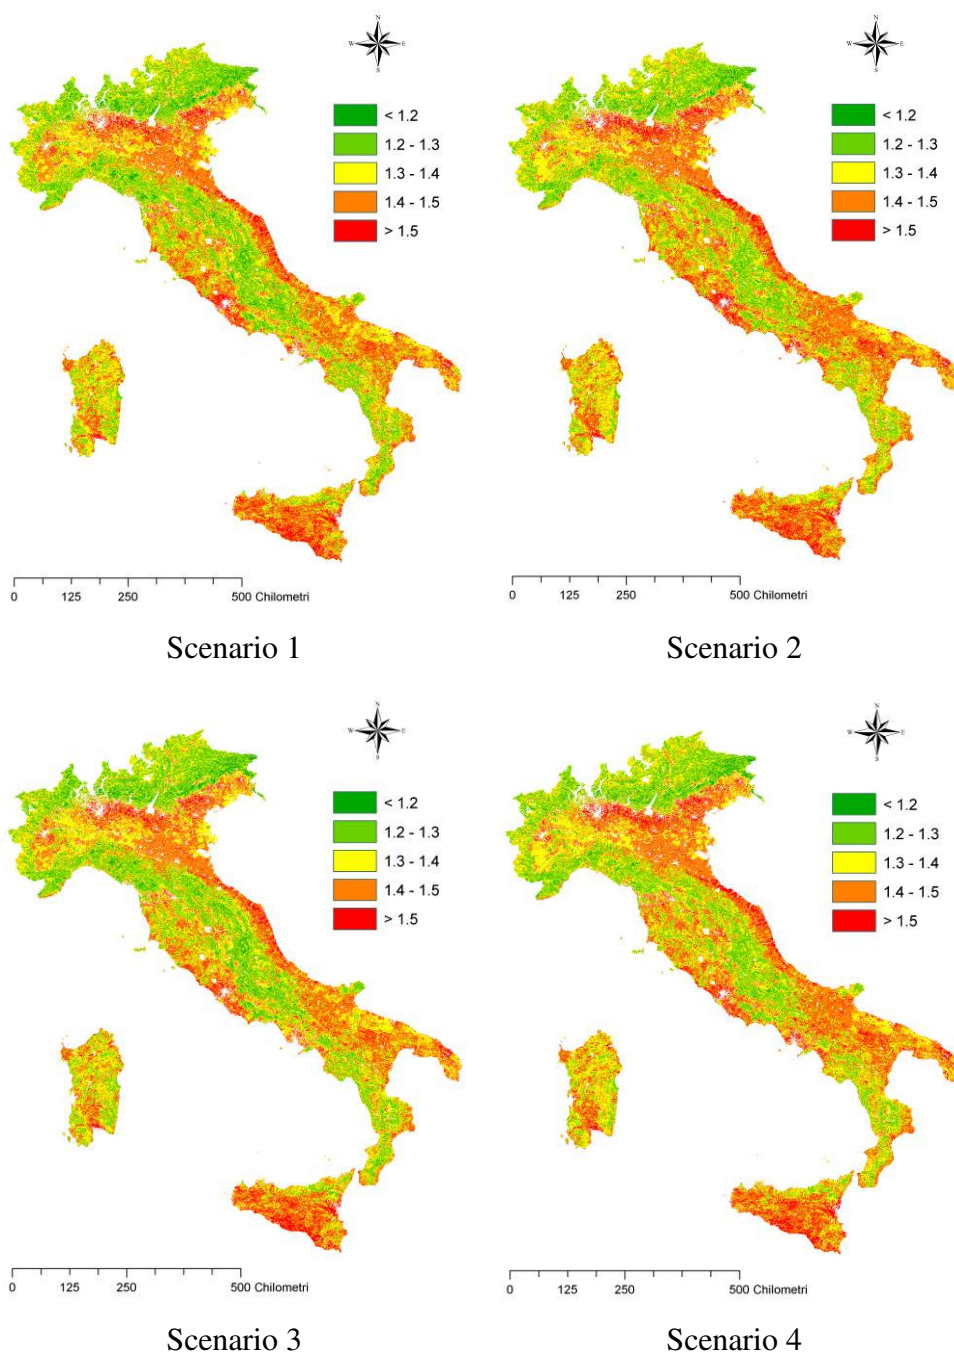 N
W E
S
< 1.2
1.2 - 1.3
1.3 - 1.4
1.4 - 1.5
> 1.5
0 125 250 500 Chilometri
Scenario 1
N
W E
S
< 1.2
1.2 - 1.3
1.3 - 1.4
1.4 - 1.5
> 1.5
0 125 250 500 Chilometri
Scenario 2
N
W E
S
< 1.2
1.2 - 1.3
1.3 - 1.4
1.4 - 1.5
> 1.5
0 125 250 500 Chilometri
Scenario 3
N
W E
S
< 1.2
1.2 - 1.3
1.3 - 1.4
1.4 - 1.5
> 1.5
0 125 250 500 Chilometri
Scenario 4